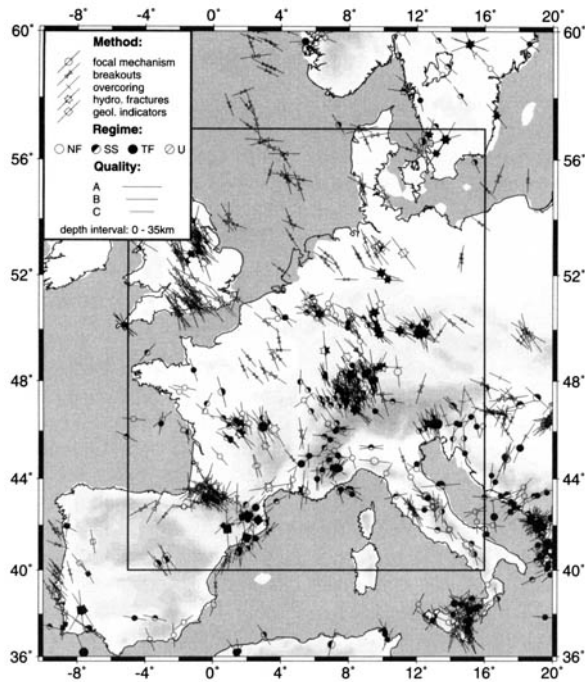 -8° -4° 0° 4° 8° 12° 16° 20°
60° 60°
Method:
focal mechanism
breakouts
overcoring
hydro. fractures
geol. indicators
Regime:
NF SS TF U
Quality:
A
B
C
depth interval: 0 - 35km
56° 56°
52° 52°
48° 48°
44° 44°
40° 40°
36° 36°
-8° -4° 0° 4° 8° 12° 16° 20°